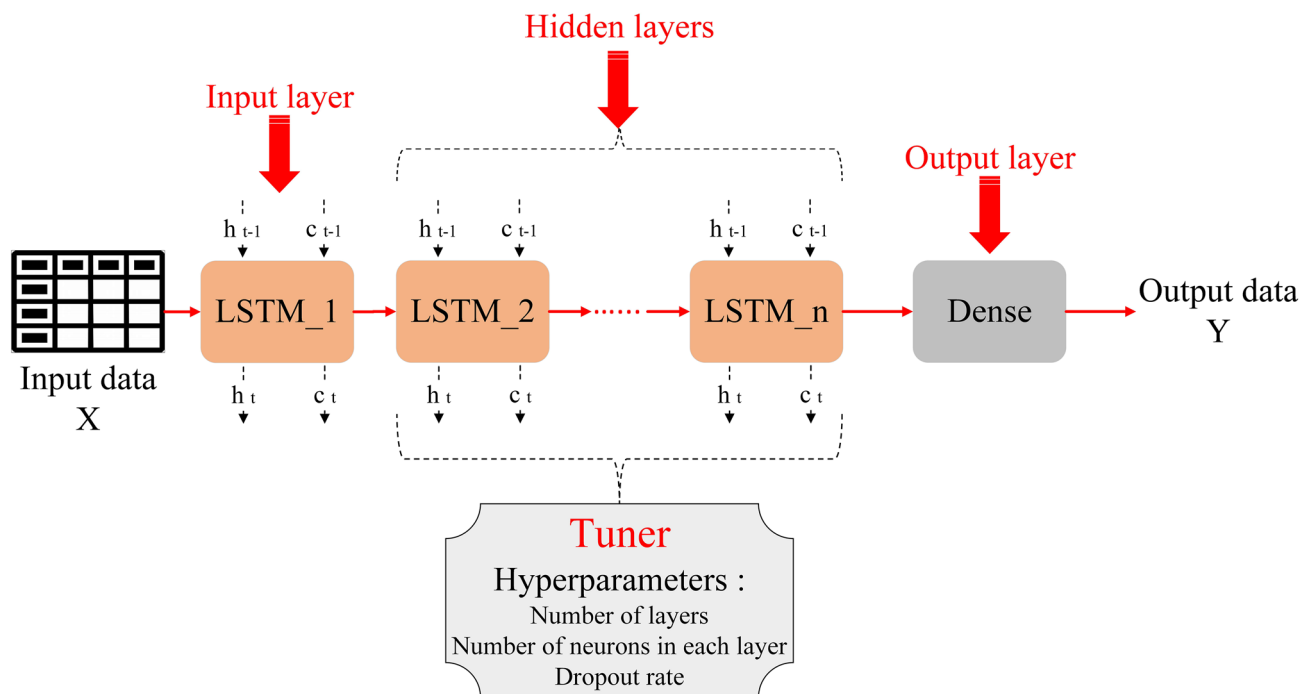 Hidden layers
Input layer
Output layer
h t-1 c t-1 h t-1 c t-1 h t-1 c t-1
LSTM_1 LSTM_2 ...... LSTM_n Dense
Output data
Y
Input data
X
h t c t h t c t h t c t
Tuner
Hyperparameters :
Number of layers
Number of neurons in each layer
Dropout rate